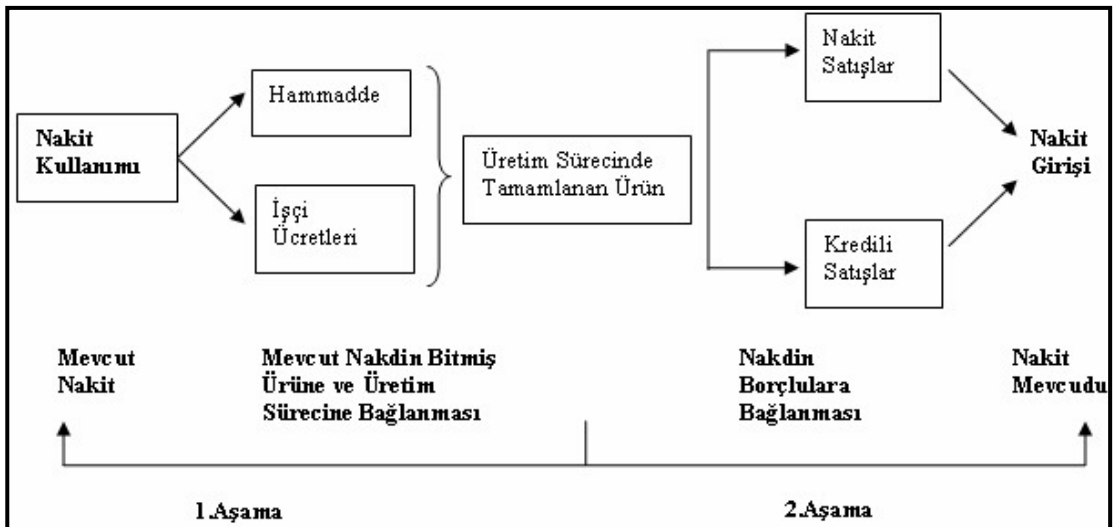 Nakit
Kullanımı
Hammadde
İşçi
Ücretleri
Üretim Sürecinde
Tamamlanan Ürün
Nakit
Satışlar
Kredili
Satışlar
Nakit
Girişi
Mevcut
Nakit
Mevcut Nakdin Bitmiş
Ürüne ve Üretim
Sürecine Bağlanması
Nakdin
Borçlulara
Bağlanması
Nakit
Mevcudu
1.Aşama
2.Aşama